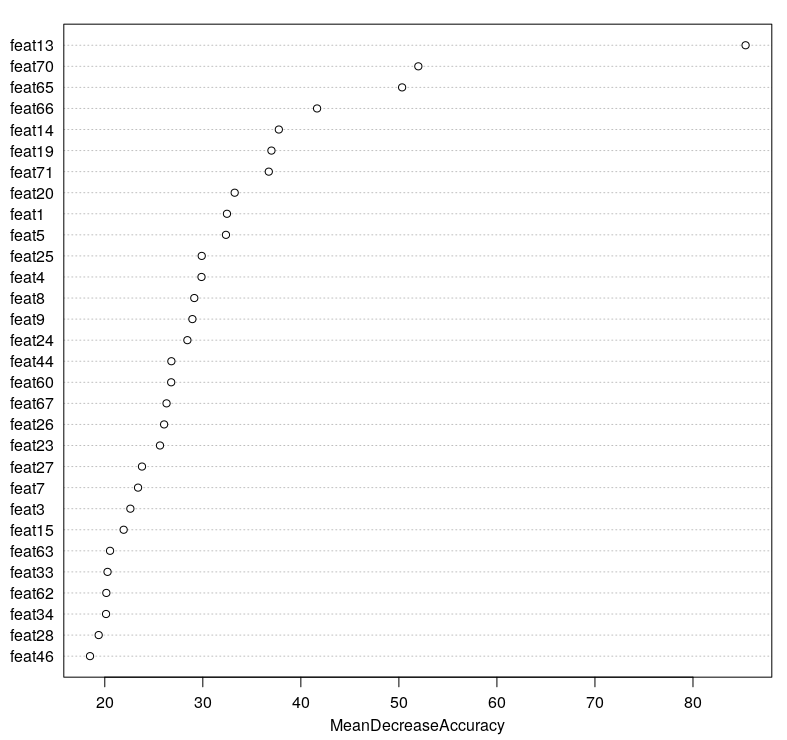 feat13
feat70
feat65
feat66
feat14
feat19
feat71
feat20
feat1
feat5
feat25
feat4
feat8
feat9
feat24
feat44
feat60
feat67
feat26
feat23
feat27
feat7
feat3
feat15
feat63
feat33
feat62
feat34
feat28
feat46
20 30 40 50 60 70 80
MeanDecreaseAccuracy